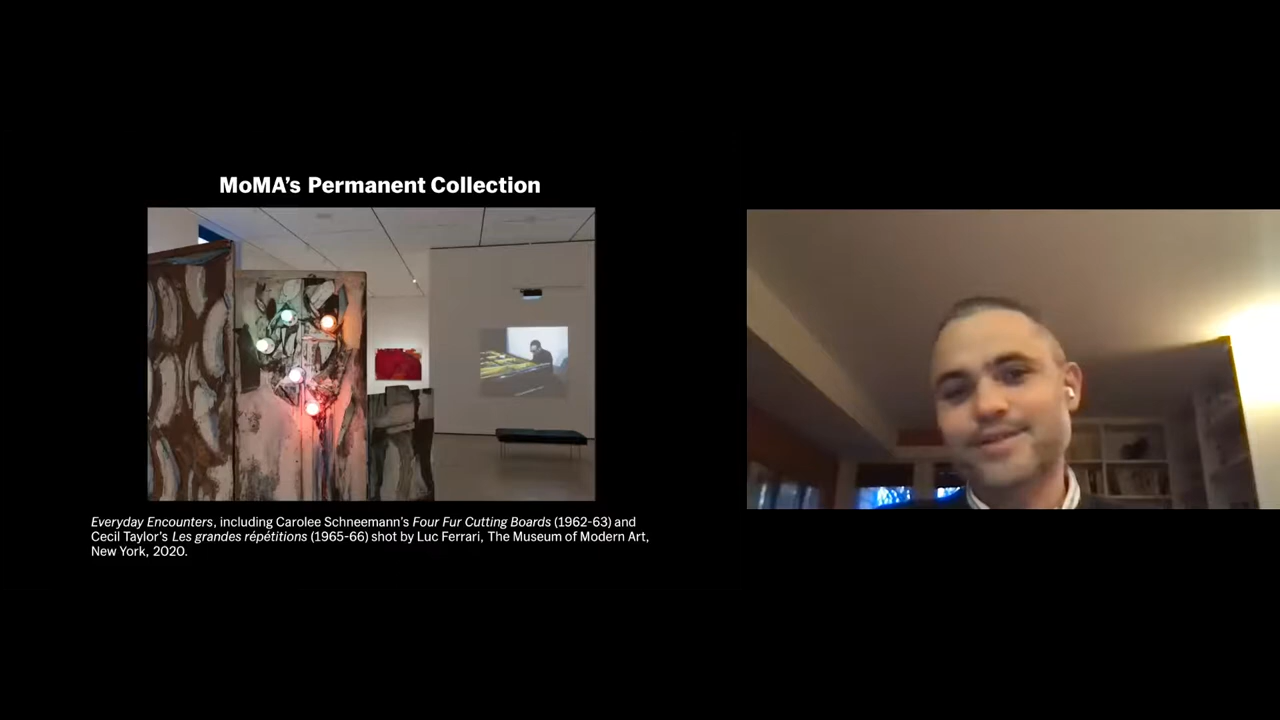 MoMA's Permanent Collection
Everyday Encounters, including Carolee Schneemann's Four Fur Cutting Boards (1962-63) and
Cecil Taylor's Les grandes répétitions (1965-66) shot by Luc Ferrari, The Museum of Modern Art,
New York, 2020.